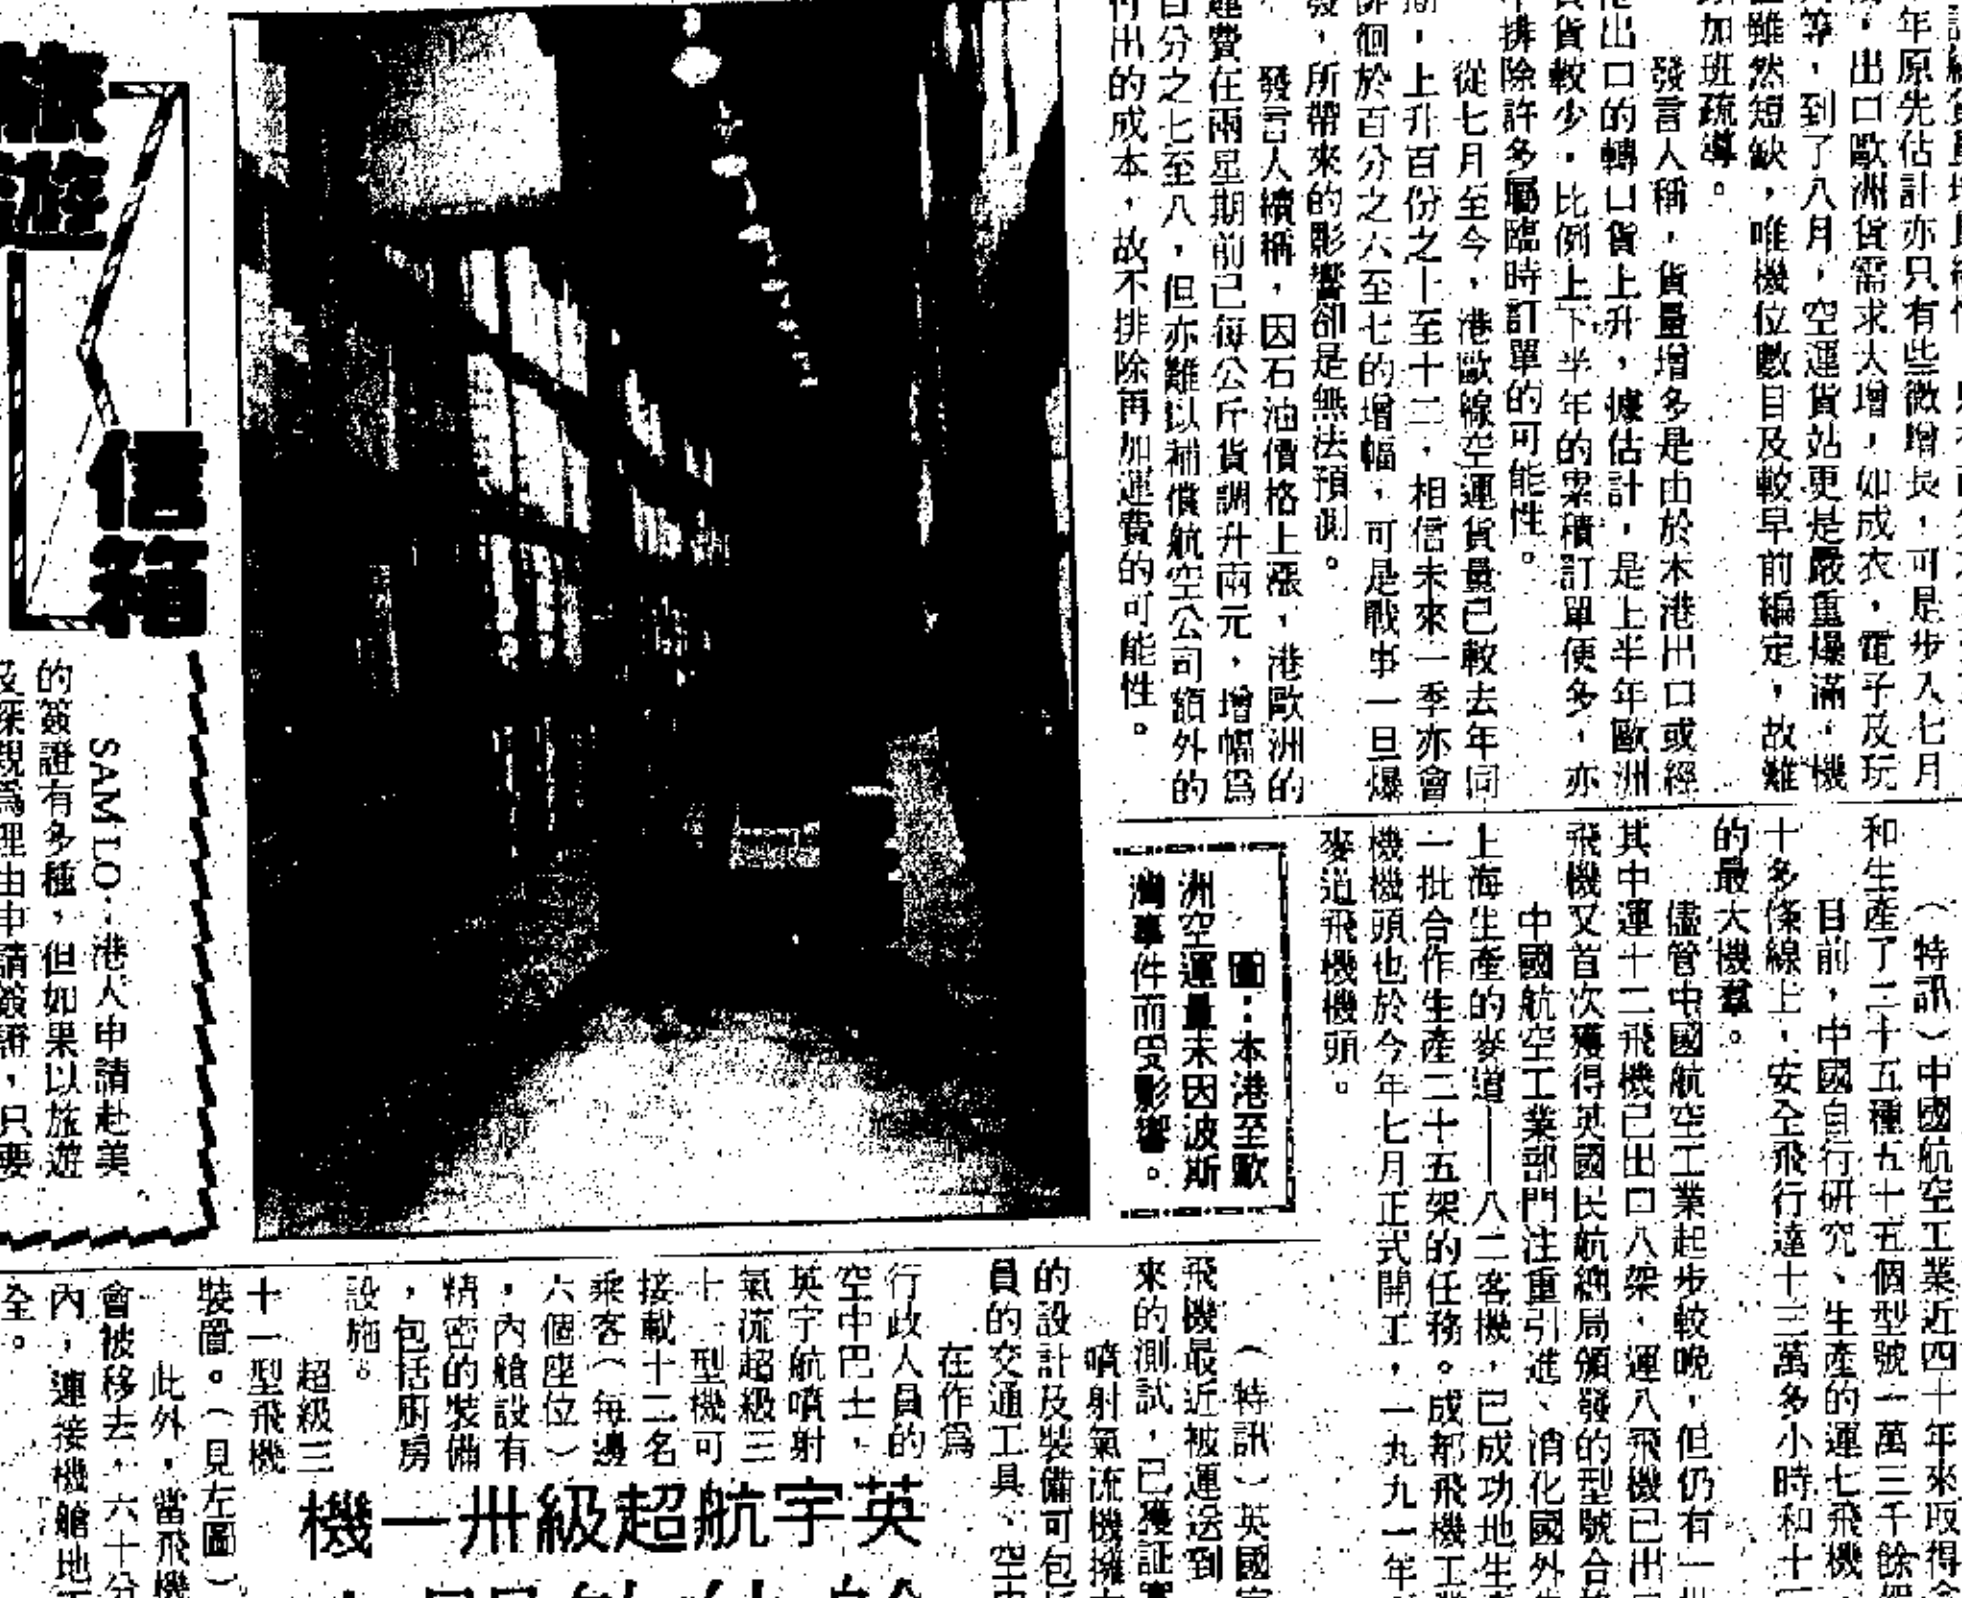 年原先估計亦只有些微增長，可是步入七月
，出口歐洲貨需求大增，如成衣，電子及玩
等，到了八月，空運貨站更是嚴重爆滿，機
雖然短缺，唯機位數目及較早前編定，故難
加班疏導。
發言人稱，貨量增多是由於本港出口或經
出口的轉口貨上升，據估計，是上半年歐洲
貨較少，比例上下半年的累積訂單便多，亦
排除許多屬臨時訂單的可能性。
從七月至今，港歐線空運貨量已較去年同
，上升百份之十至十二，相信未來一季亦會
徊於百分之六至七的增幅，可是戰事一旦爆
發，所帶來的影響卻是無法預測。
發言人續稱，因石油價格上漲，港歐洲的
運費在兩星期前已每公斤貨調升兩元，增幅爲
百分之七至八，但亦難以補償航空公司額外的
付出的成本，故不排除再加運費的可能性。
圖：本港至歐
洲空運量未因波斯
灣事件而受影響。
（特訊）中國航空工業近四十年來取得
和生產了二十五種五十五個型號一萬三千餘
目前，中國自行研究、生產的運七飛機
十多條線上，安全飛行達十三萬多小時和十
的最大機羣。
儘管中國航空工業起步較晚，但仍有一
其中運十二飛機已出口八架，運八飛機已出
飛機又首次獲得英國民航總局頒發的型號合
中國航空工業部門注重引進、消化國外
上海生產的麥道——八二客機，已成功地生
一批合作生產二十五架的任務。成都飛機工
機機頭也於今年七月正式開工，一九九一年
麥道飛機機頭。
旅遊
信箱
SAM LO：港人申請赴美
的簽證有多種，但如果以旅遊
及探親爲理由申請簽證，只要
英宇航超級卅一機
（特訊）英國
飛機最近被運送到
來的測試，已獲証實
噴射氣流機擁
的設計及裝備可包
員的交通工具、空中
在作爲
行政人員的
空中巴士，
英宇航噴射
氣流超級三
十一型機可
接載十二名
乘客（每邊
六個座位）
，內艙設有
精密的裝備
，包括厨房
設施。
超級三
十一型飛機
裝置。（見左圖）
此外，當飛機
會被移去，六十分
內，連接機艙地
全。